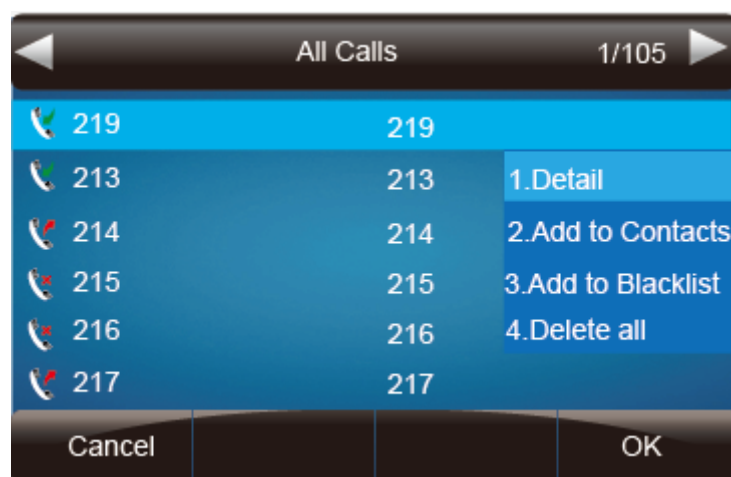 All Calls 1/105
219 219
213 213 1.Detail
214 214 2.Add to Contacts
215 215 3.Add to Blacklist
216 216 4.Delete all
217 217
Cancel OK